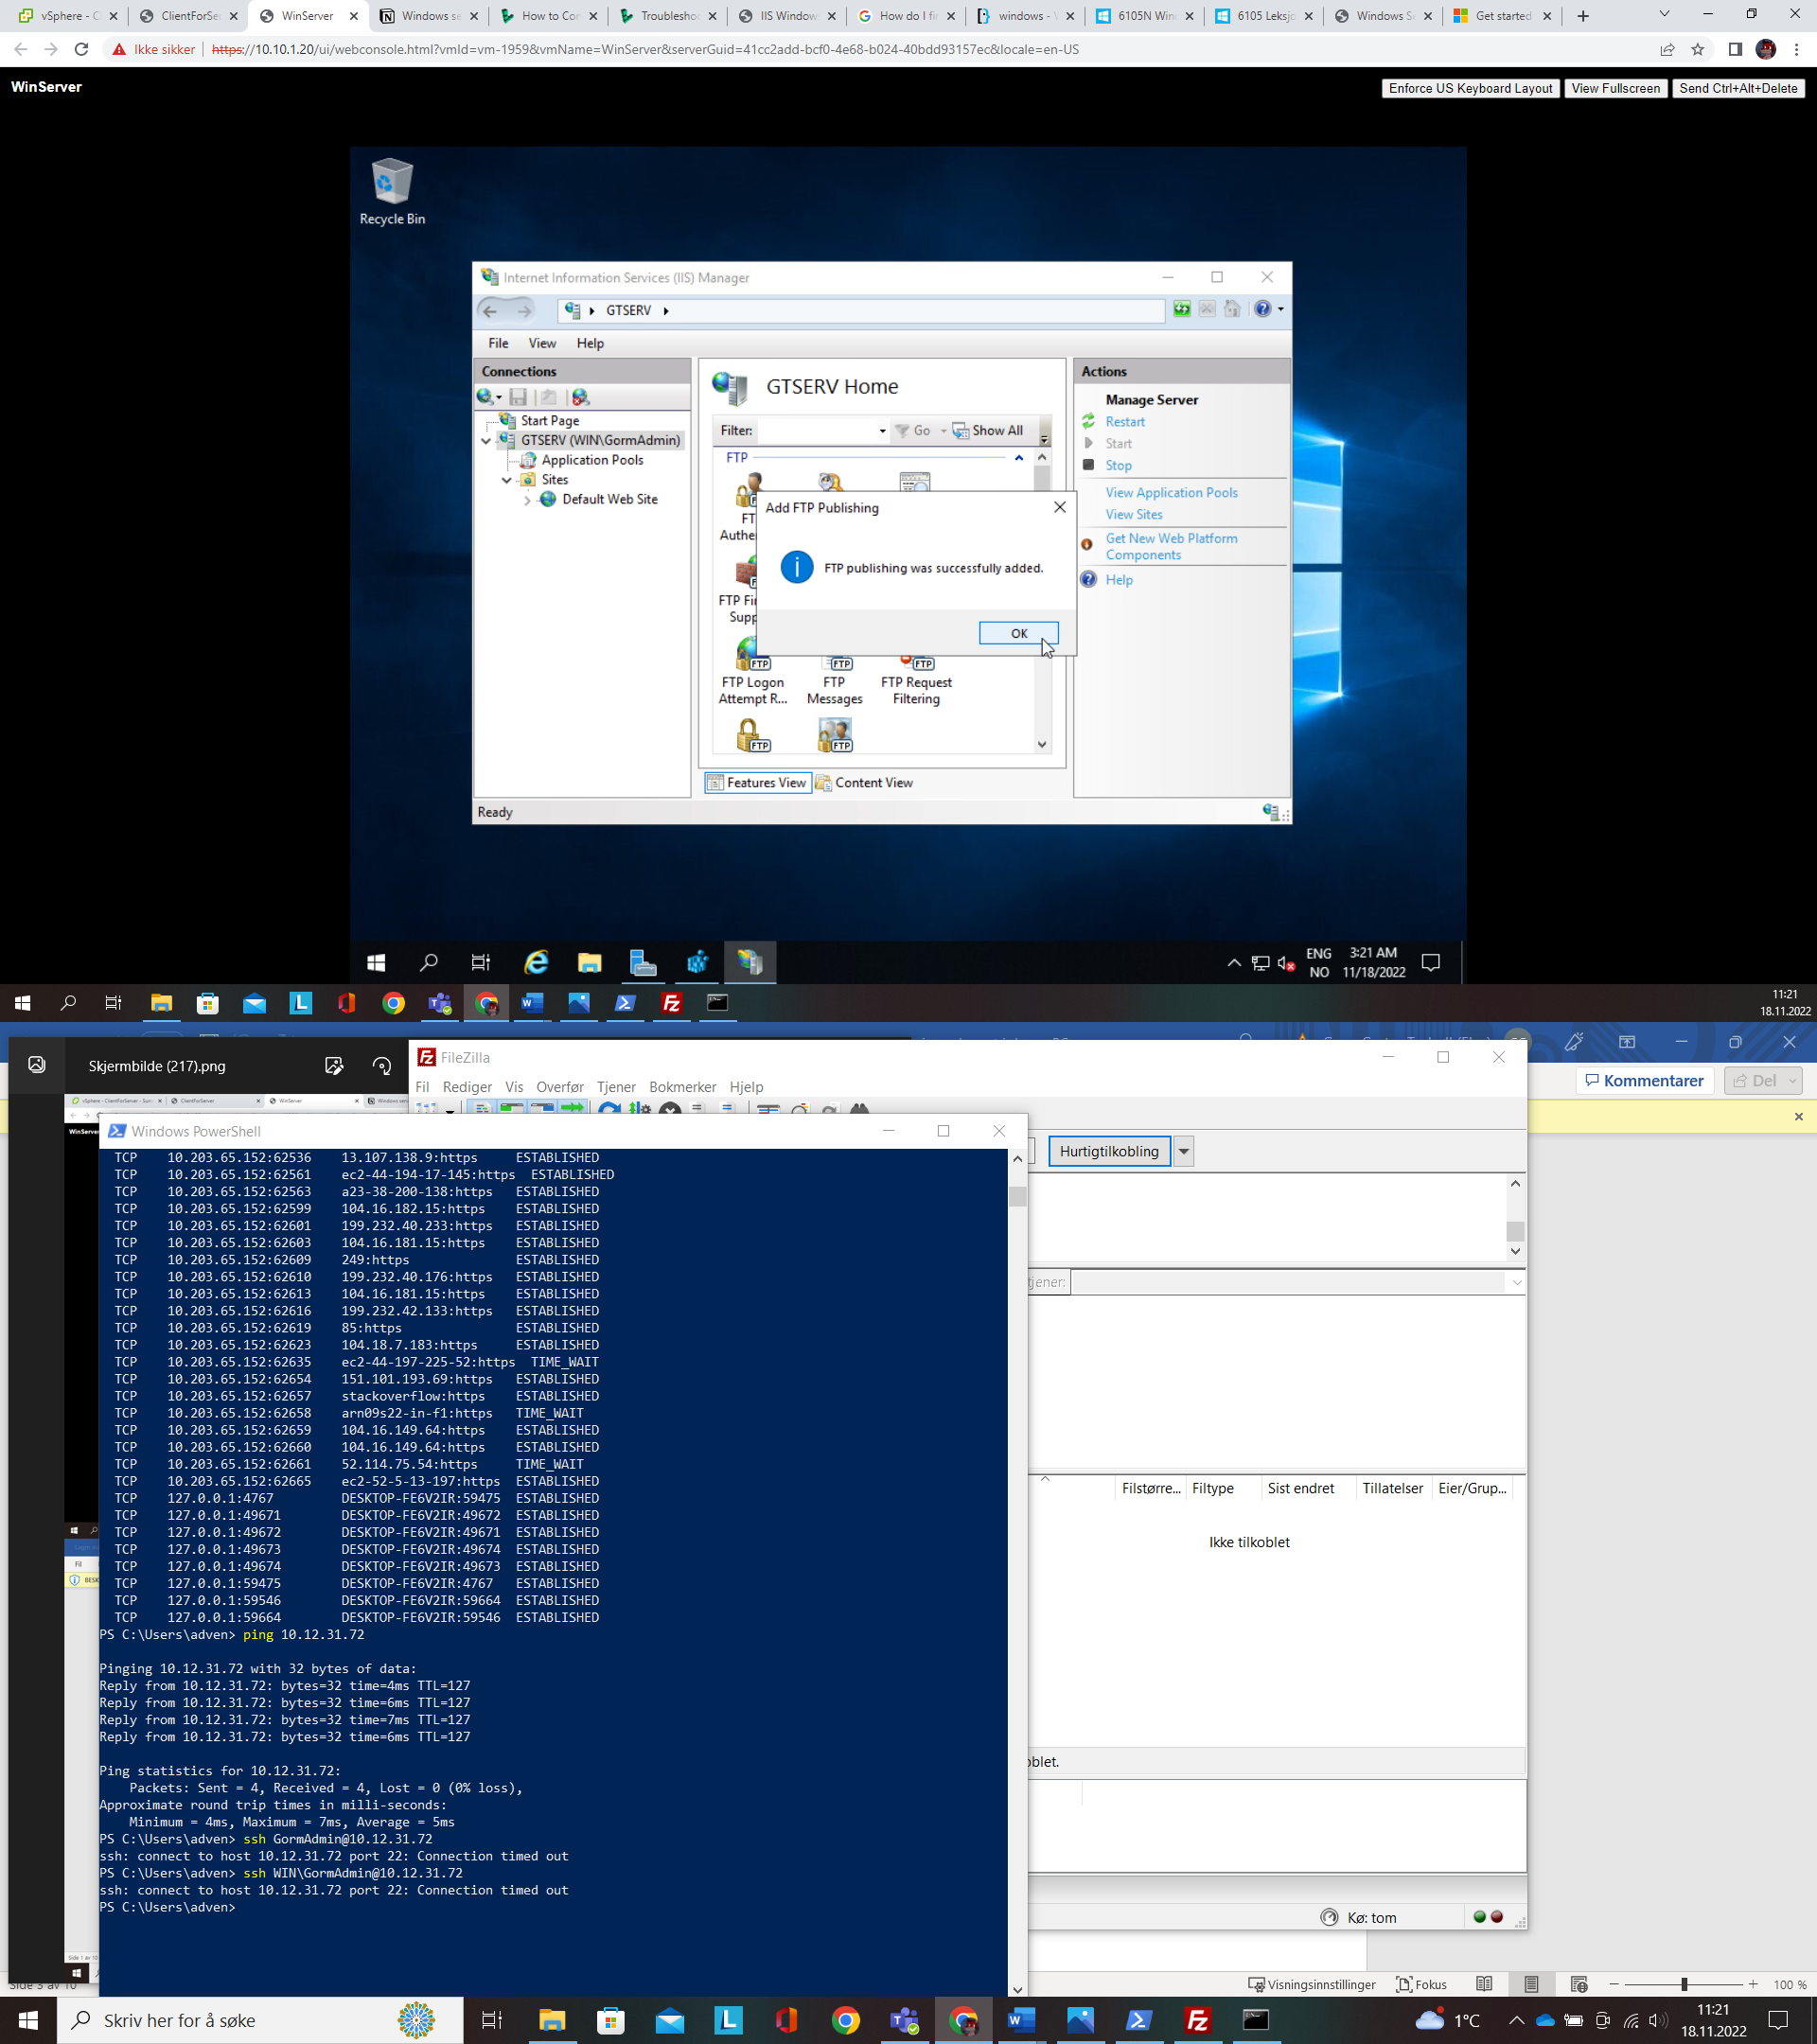 vSphere - C
ClientForSe
WinServer
Windows se
How to Con
Troublesho
IIS Window
How do I fi
windows - 
6105N Win
6105 Leksjo
Windows Se
Get started
Ikke sikker
https://10.10.1.20/ui/webconsole.html?vmId=vm-1959&vmName=WinServer&serverGuid=41cc2add-bcf0-4e68-b024-40bdd93157ec&locale=en-US
WinServer
Enforce US Keyboard Layout
View Fullscreen
Send Ctrl+Alt+Delete
Recycle Bin
Internet Information Services (IIS) Manager
GTSERV
File View Help
Connections
Start Page
GTSERV (WIN\GormAdmin)
Application Pools
Sites
Default Web Site
GTSERV Home
Filter:
Go
Show All
FTP
FT
Authe
FTP Fi
Supp
Add FTP Publishing
FTP publishing was successfully added.
OK
FTP Logon
Attempt R...
FTP
Messages
FTP Request
Filtering
Features View
Content View
Actions
Manage Server
Restart
Start
Stop
View Application Pools
View Sites
Get New Web Platform
Components
Help
Ready
ENG
NO
3:21 AM
11/18/2022
11:21
18.11.2022
Skjermbilde (217).png
FileZilla
Fil Rediger Vis Overfør Tjener Bokmerker Hjelp
Kommentarer
Del
Hurtigtilkobling
tjener:
Filstørre... Filtype Sist endret Tillatelser Eier/Grup...
Ikke tilkoblet
blet.
Kø: tom
Windows PowerShell
TCP 10.203.65.152:62536 13.107.138.9:https ESTABLISHED
TCP 10.203.65.152:62561 ec2-44-194-17-145:https ESTABLISHED
TCP 10.203.65.152:62563 a23-38-200-138:https ESTABLISHED
TCP 10.203.65.152:62599 104.16.182.15:https ESTABLISHED
TCP 10.203.65.152:62601 199.232.40.233:https ESTABLISHED
TCP 10.203.65.152:62603 104.16.181.15:https ESTABLISHED
TCP 10.203.65.152:62609 249:https ESTABLISHED
TCP 10.203.65.152:62610 199.232.40.176:https ESTABLISHED
TCP 10.203.65.152:62613 104.16.181.15:https ESTABLISHED
TCP 10.203.65.152:62616 199.232.42.133:https ESTABLISHED
TCP 10.203.65.152:62619 85:https ESTABLISHED
TCP 10.203.65.152:62623 104.18.7.183:https ESTABLISHED
TCP 10.203.65.152:62635 ec2-44-197-225-52:https TIME_WAIT
TCP 10.203.65.152:62654 151.101.193.69:https ESTABLISHED
TCP 10.203.65.152:62657 stackoverflow:https ESTABLISHED
TCP 10.203.65.152:62658 arn09s22-in-f1:https TIME_WAIT
TCP 10.203.65.152:62659 104.16.149.64:https ESTABLISHED
TCP 10.203.65.152:62660 104.16.149.64:https ESTABLISHED
TCP 10.203.65.152:62661 52.114.75.54:https TIME_WAIT
TCP 10.203.65.152:62665 ec2-52-5-13-197:https ESTABLISHED
TCP 127.0.0.1:4767 DESKTOP-FE6V2IR:59475 ESTABLISHED
TCP 127.0.0.1:49671 DESKTOP-FE6V2IR:49672 ESTABLISHED
TCP 127.0.0.1:49672 DESKTOP-FE6V2IR:49671 ESTABLISHED
TCP 127.0.0.1:49673 DESKTOP-FE6V2IR:49674 ESTABLISHED
TCP 127.0.0.1:49674 DESKTOP-FE6V2IR:49673 ESTABLISHED
TCP 127.0.0.1:59475 DESKTOP-FE6V2IR:4767 ESTABLISHED
TCP 127.0.0.1:59546 DESKTOP-FE6V2IR:59664 ESTABLISHED
TCP 127.0.0.1:59664 DESKTOP-FE6V2IR:59546 ESTABLISHED
PS C:\Users\adven> ping 10.12.31.72
Pinging 10.12.31.72 with 32 bytes of data:
Reply from 10.12.31.72: bytes=32 time=4ms TTL=127
Reply from 10.12.31.72: bytes=32 time=6ms TTL=127
Reply from 10.12.31.72: bytes=32 time=7ms TTL=127
Reply from 10.12.31.72: bytes=32 time=6ms TTL=127
Ping statistics for 10.12.31.72:
Packets: Sent = 4, Received = 4, Lost = 0 (0% loss),
Approximate round trip times in milli-seconds:
Minimum = 4ms, Maximum = 7ms, Average = 5ms
PS C:\Users\adven> ssh GormAdmin@10.12.31.72
ssh: connect to host 10.12.31.72 port 22: Connection timed out
PS C:\Users\adven> ssh WIN\GormAdmin@10.12.31.72
ssh: connect to host 10.12.31.72 port 22: Connection timed out
PS C:\Users\adven>
Side 3 av 10
Visningsinnstillinger
Fokus
100 %
Skriv her for å søke
1°C
11:21
18.11.2022